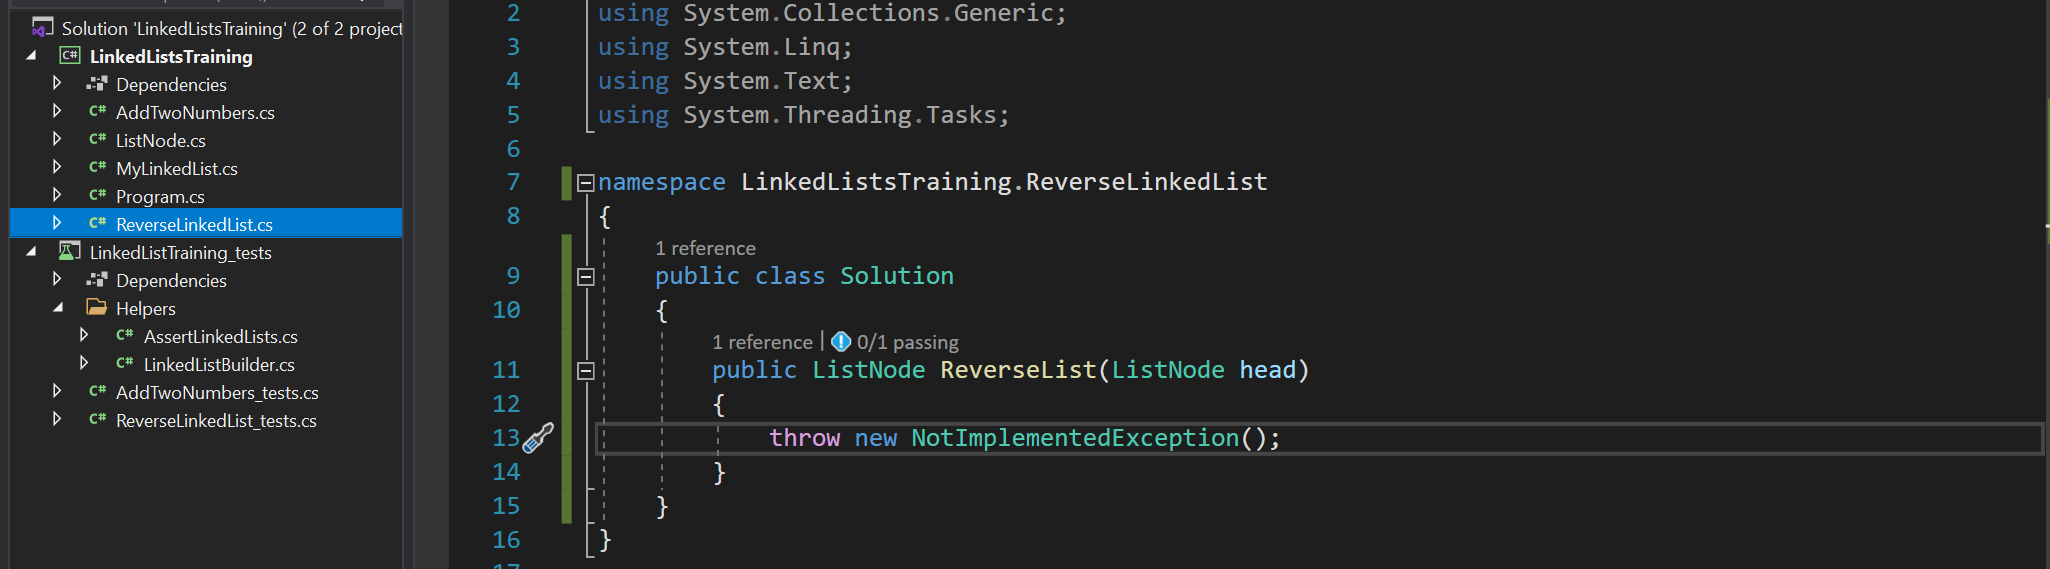 Solution 'LinkedListsTraining' (2 of 2 project
C# LinkedListsTraining
Dependencies
C# AddTwoNumbers.cs
C# ListNode.cs
C# MyLinkedList.cs
C# Program.cs
C# ReverseLinkedList.cs
LinkedListTraining_tests
Dependencies
Helpers
C# AssertLinkedLists.cs
C# LinkedListBuilder.cs
C# AddTwoNumbers_tests.cs
C# ReverseLinkedList_tests.cs
2 using System.Collections.Generic;
3 using System.Linq;
4 using System.Text;
5 using System.Threading.Tasks;
6
7 namespace LinkedListsTraining.ReverseLinkedList
8 {
1 reference
9 public class Solution
10 {
1 reference | 0/1 passing
11 public ListNode ReverseList(ListNode head)
12 {
13 throw new NotImplementedException();
14 }
15 }
16 }